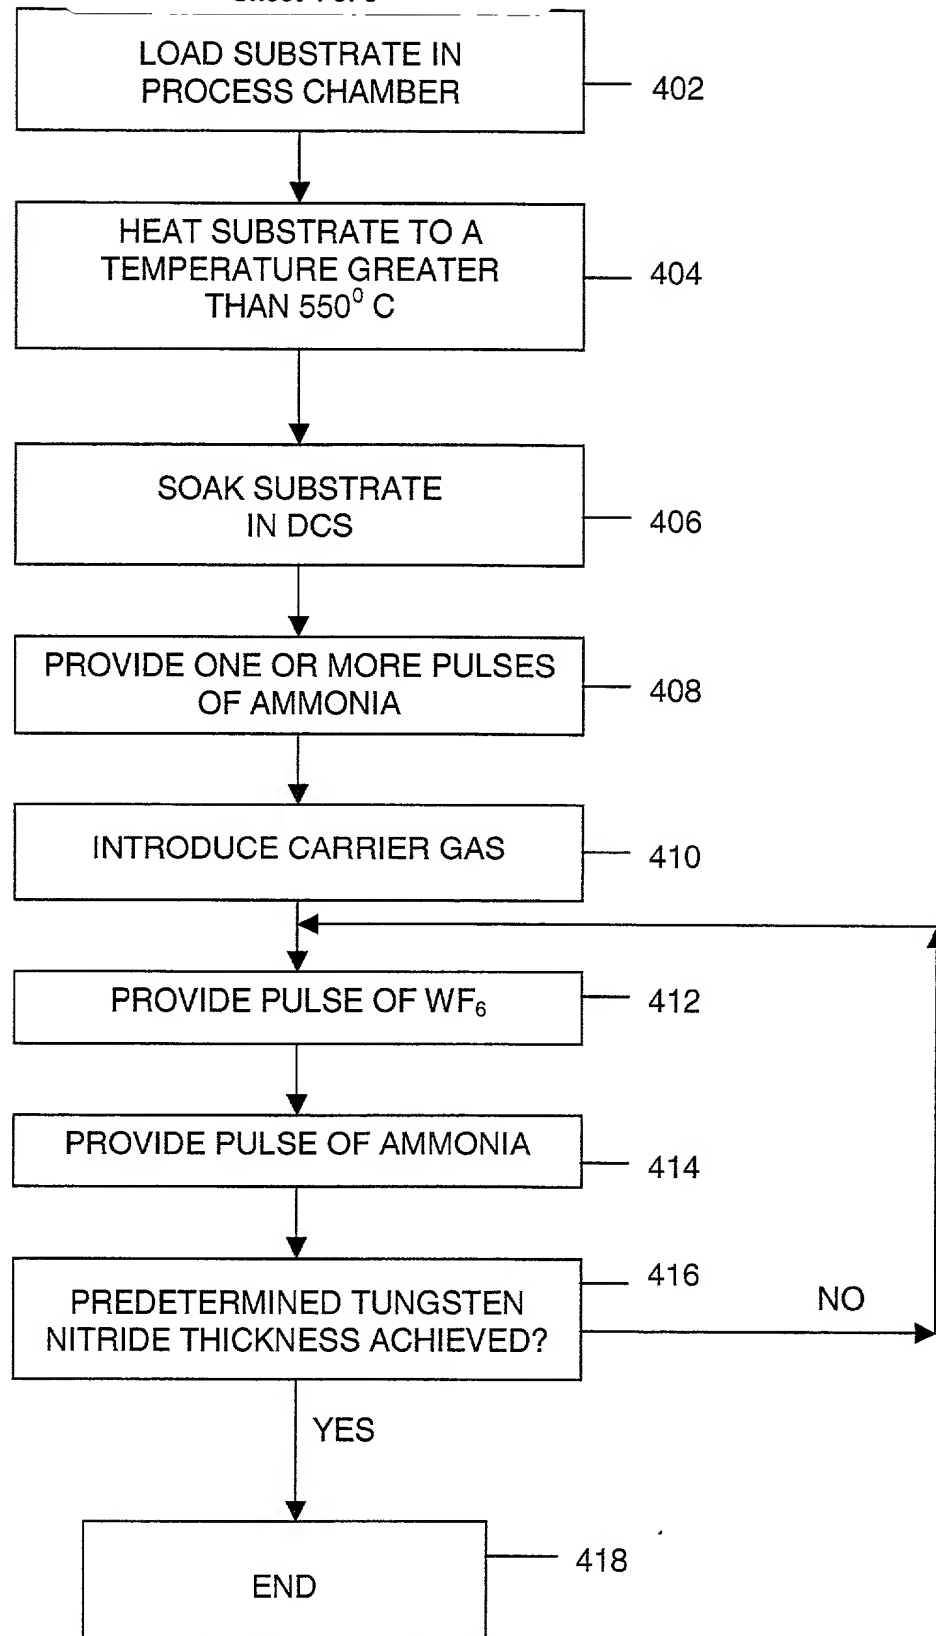 LOAD SUBSTRATE IN
PROCESS CHAMBER
402
HEAT SUBSTRATE TO A
TEMPERATURE GREATER
THAN 550⁰ C
404
SOAK SUBSTRATE
IN DCS
406
PROVIDE ONE OR MORE PULSES
OF AMMONIA
408
INTRODUCE CARRIER GAS
410
PROVIDE PULSE OF WF₆
412
PROVIDE PULSE OF AMMONIA
414
PREDETERMINED TUNGSTEN
NITRIDE THICKNESS ACHIEVED?
416
NO
YES
END
418